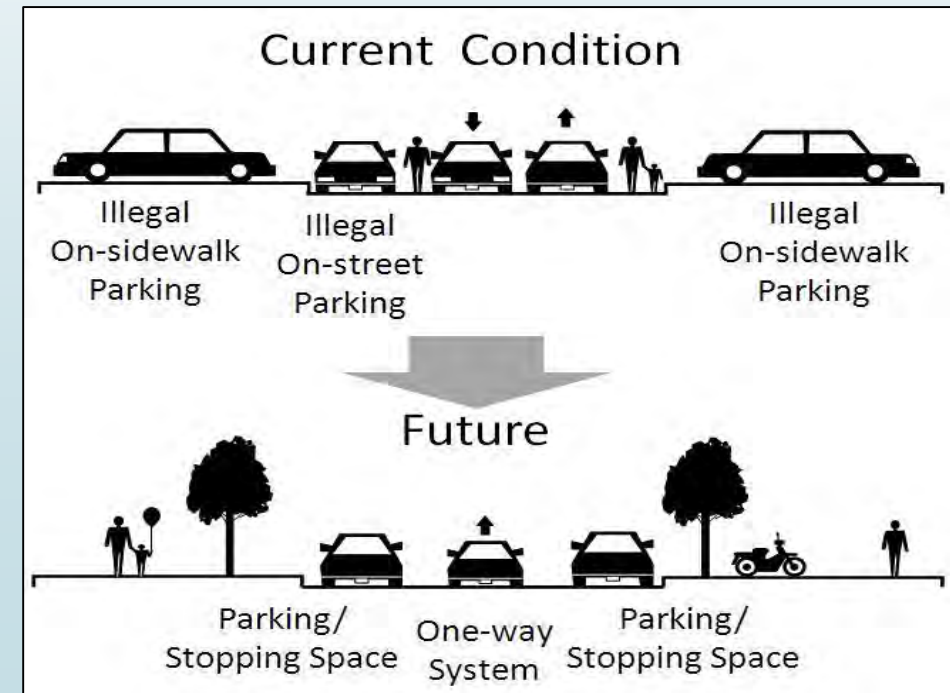 Current Condition
Illegal
On-sidewalk
Parking
Illegal
On-street
Parking
Illegal
On-sidewalk
Parking
Future
Parking/
Stopping Space
One-way
System
Parking/
Stopping Space